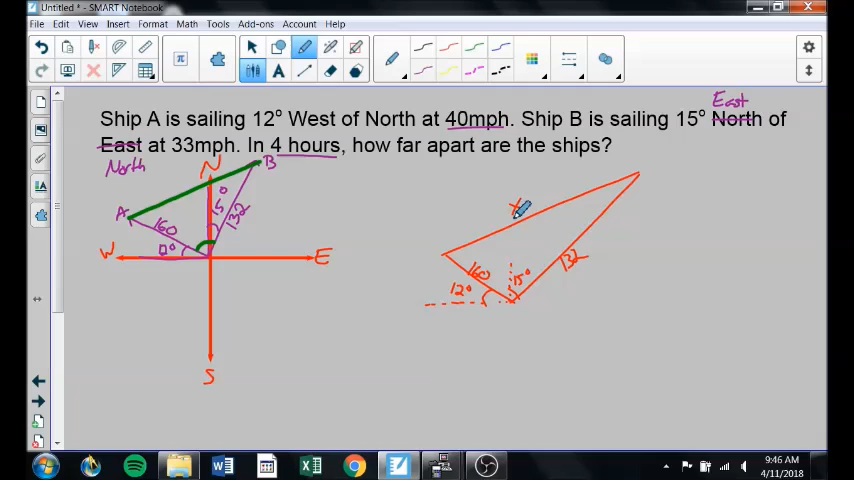 Untitled * - SMART Notebook
File Edit View Insert Format Math Tools Add-ons Account Help
π A
East
Ship A is sailing 12° West of North at 40mph. Ship B is sailing 15° North of
East at 33mph. In 4 hours, how far apart are the ships?
North N B
A 15° 132
160
W 12° E
S
x
160 15° 132
12°
9:46 AM
4/11/2018